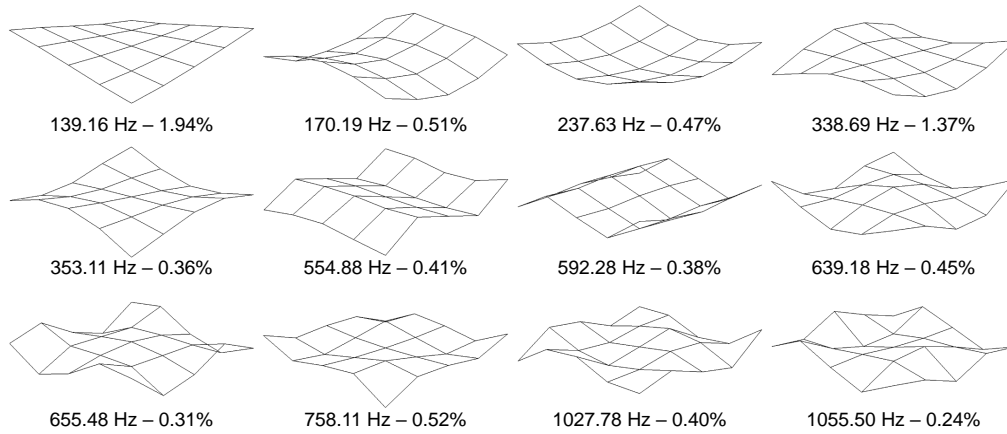 139.16 Hz – 1.94% 170.19 Hz – 0.51% 237.63 Hz – 0.47% 338.69 Hz – 1.37%
353.11 Hz – 0.36% 554.88 Hz – 0.41% 592.28 Hz – 0.38% 639.18 Hz – 0.45%
655.48 Hz – 0.31% 758.11 Hz – 0.52% 1027.78 Hz – 0.40% 1055.50 Hz – 0.24%